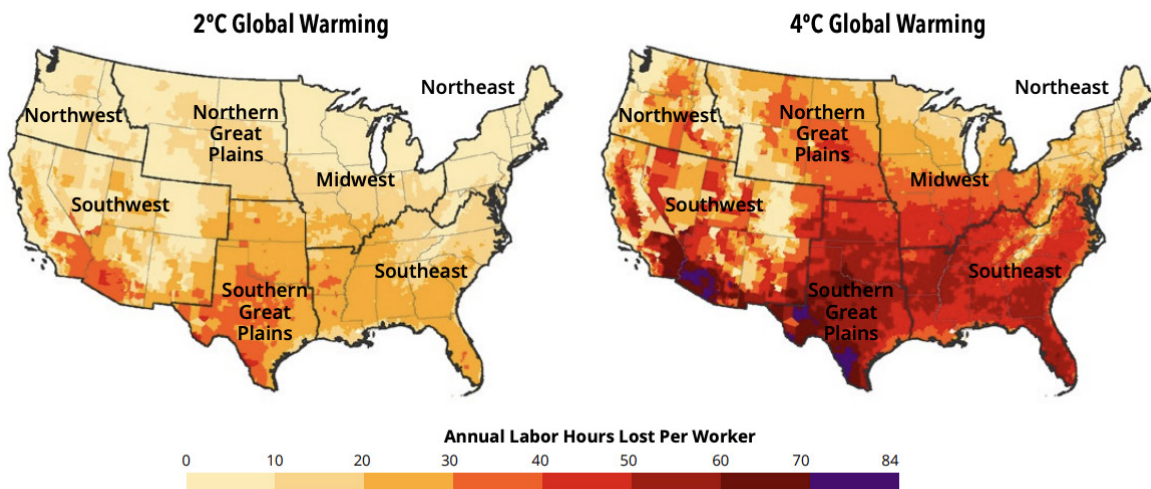 2ºC Global Warming
Northwest
Northern
Great
Plains
Northeast
Midwest
Southwest
Southeast
Southern
Great
Plains
4ºC Global Warming
Northwest
Northern
Great
Plains
Northeast
Midwest
Southwest
Southeast
Southern
Great
Plains
Annual Labor Hours Lost Per Worker
0 10 20 30 40 50 60 70 84